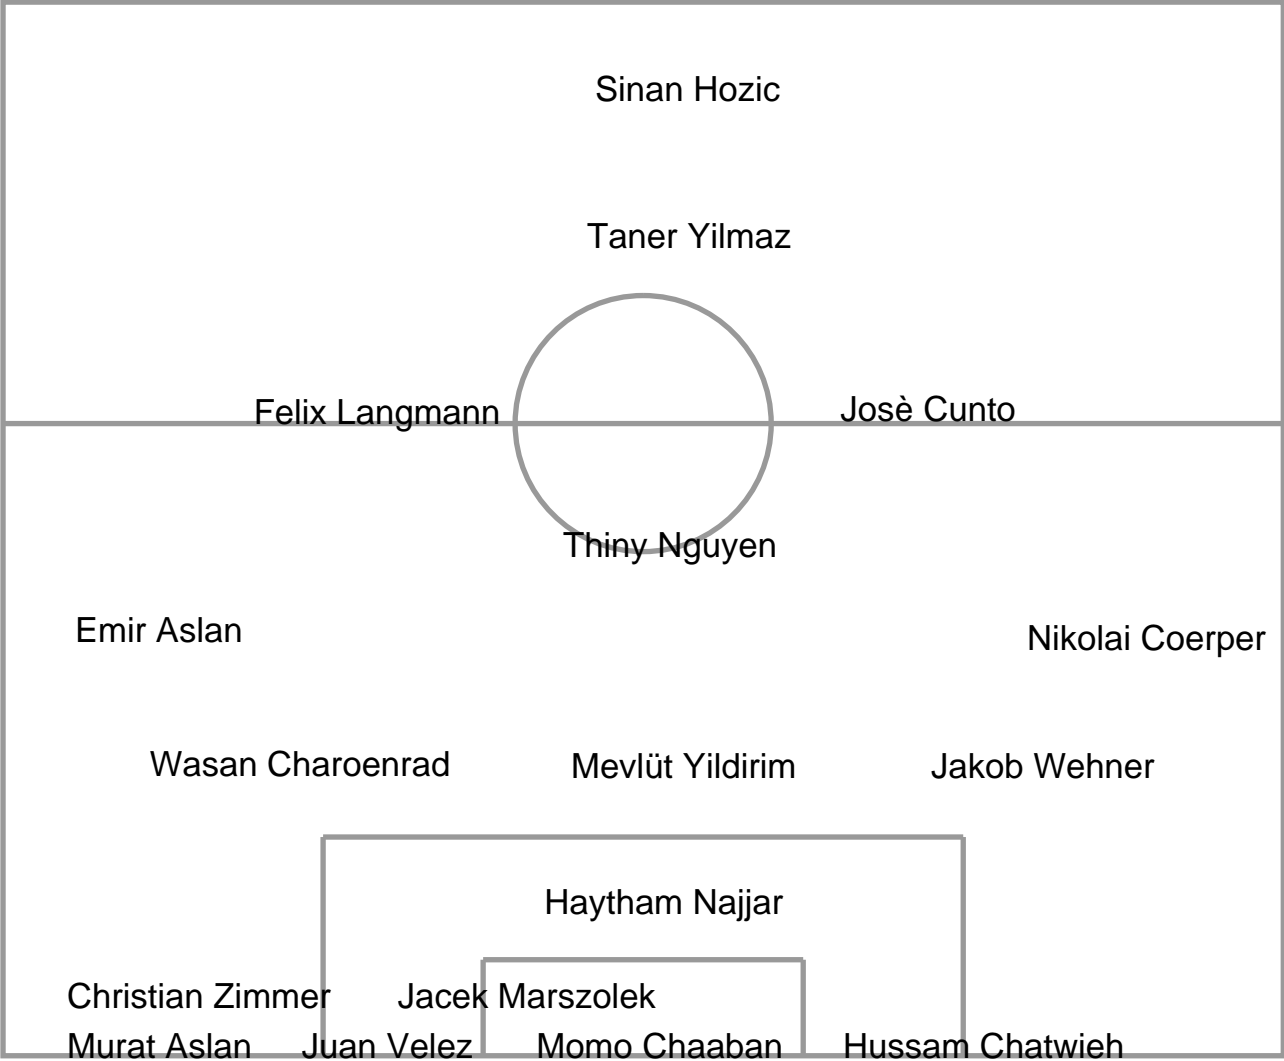 Sinan Hozic
Taner Yilmaz
Felix Langmann Josè Cunto
Thiny Nguyen
Emir Aslan Nikolai Coerper
Wasan Charoenrad Mevlüt Yildirim Jakob Wehner
Haytham Najjar
Christian Zimmer Jacek Marszolek
Murat Aslan Juan Velez Momo Chaaban Hussam Chatwieh